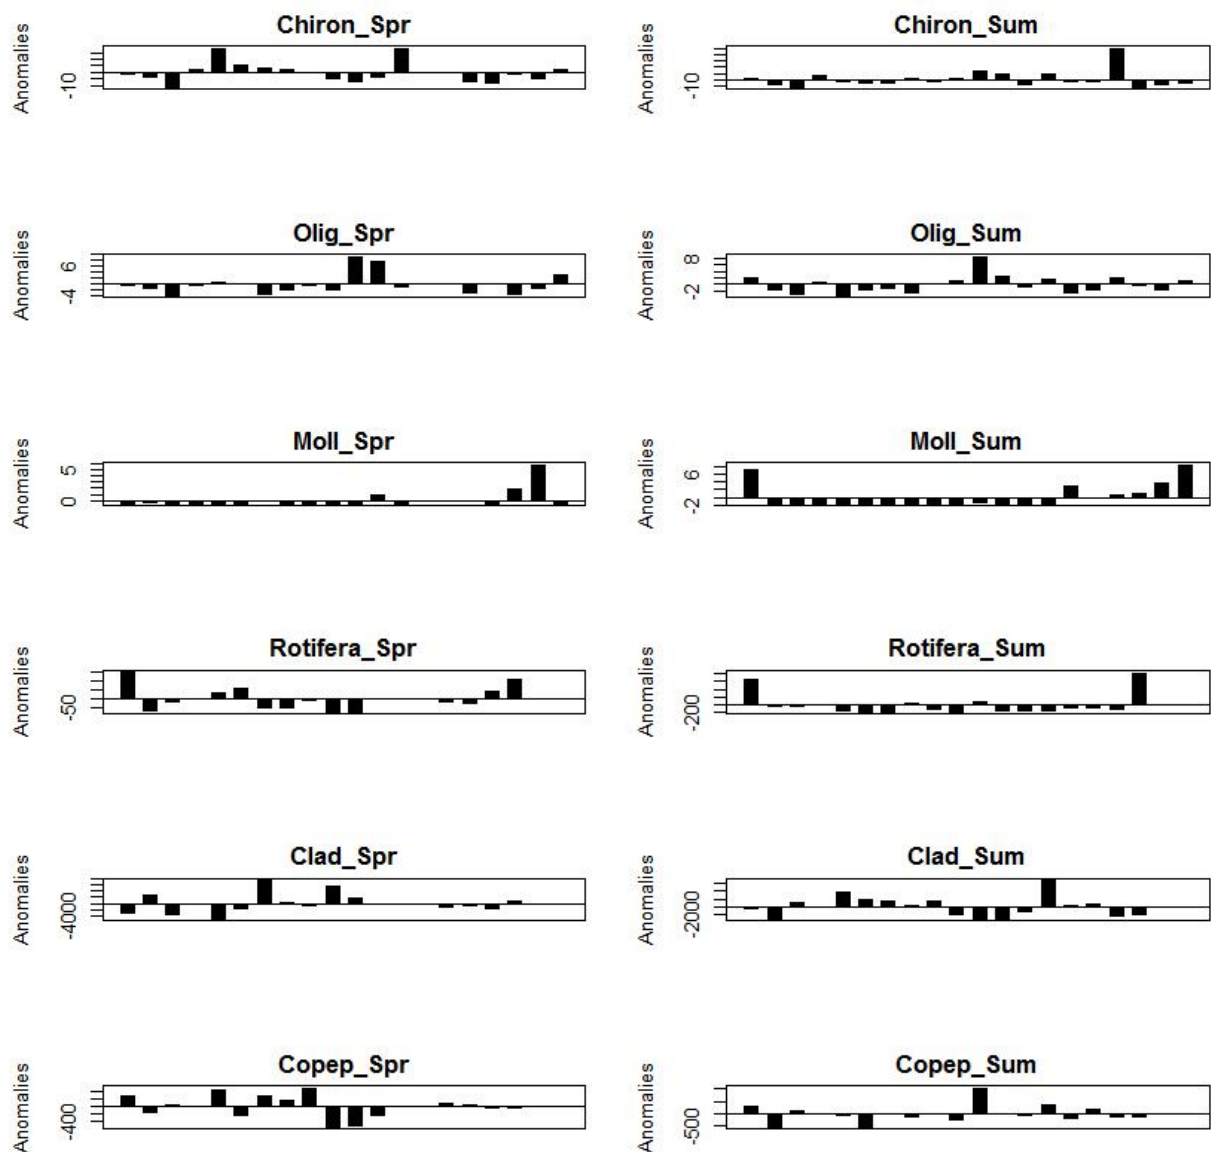 Chiron_Spr
Anomalies
-10
Chiron_Sum
Anomalies
-10
Olig_Spr
Anomalies
6
-4
Olig_Sum
Anomalies
8
-2
Moll_Spr
Anomalies
5
0
Moll_Sum
Anomalies
6
-2
Rotifera_Spr
Anomalies
-50
Rotifera_Sum
Anomalies
-200
Clad_Spr
Anomalies
-4000
Clad_Sum
Anomalies
-2000
Copep_Spr
Anomalies
-400
Copep_Sum
Anomalies
-500